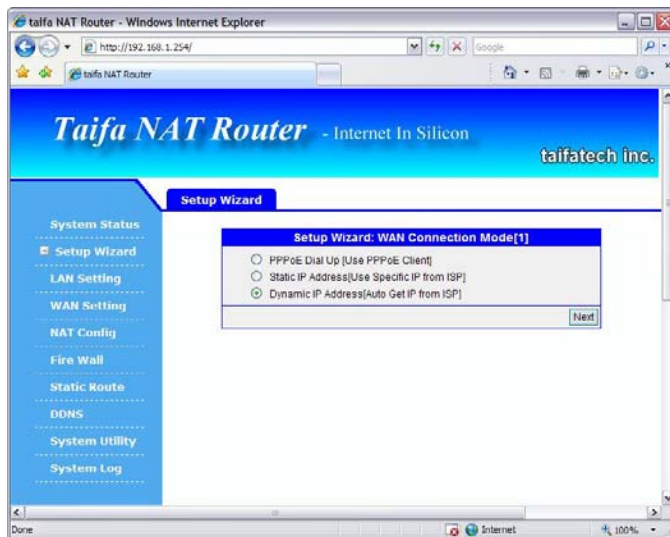 taifa NAT Router - Windows Internet Explorer
http://192.168.1.254/
Google
taifa NAT Router
Taifa NAT Router - Internet In Silicon
taifatech inc.
Setup Wizard
System Status
Setup Wizard
LAN Setting
WAN Setting
NAT Config
Fire Wall
Static Route
DDNS
System Utility
System Log
Setup Wizard: WAN Connection Mode[1]
PPPoE Dial Up [Use PPPoE Client]
Static IP Address[Use Specific IP from ISP]
Dynamic IP Address[Auto Get IP from ISP]
Next
Done
Internet
100%